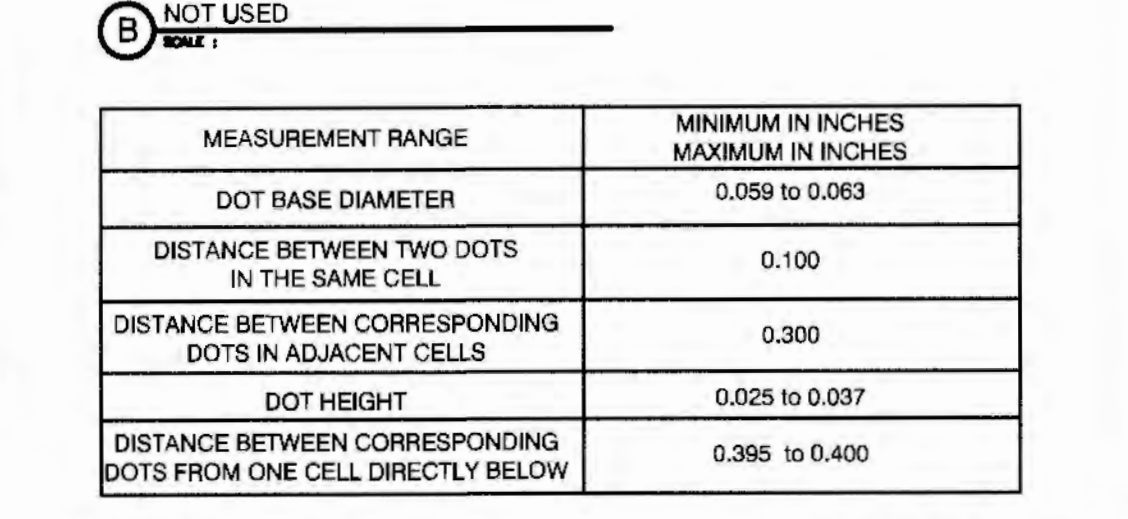 B
NOT USED
SCALE :
MEASUREMENT RANGE
MINIMUM IN INCHES
MAXIMUM IN INCHES
DOT BASE DIAMETER
0.059 to 0.063
DISTANCE BETWEEN TWO DOTS
IN THE SAME CELL
0.100
DISTANCE BETWEEN CORRESPONDING
DOTS IN ADJACENT CELLS
0.300
DOT HEIGHT
0.025 to 0.037
DISTANCE BETWEEN CORRESPONDING
DOTS FROM ONE CELL DIRECTLY BELOW
0.395 to 0.400